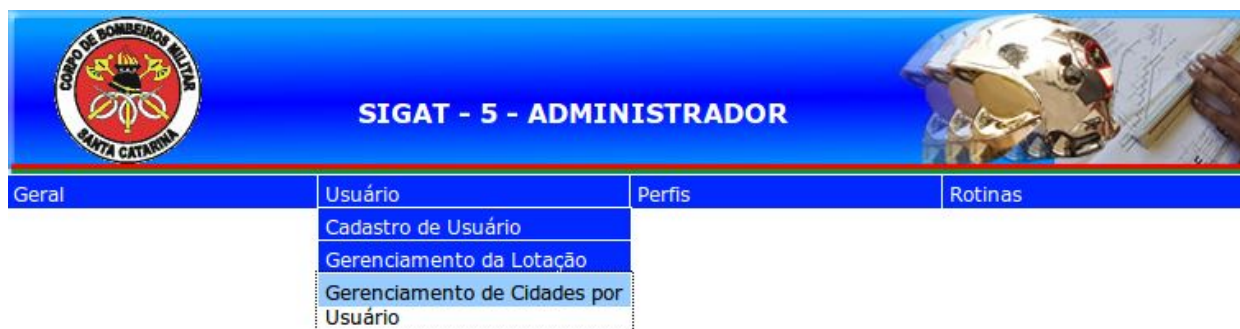 CORPO DE BOMBEIROS MILITAR
SANTA CATARINA
SIGAT - 5 - ADMINISTRADOR
Geral
Usuário
Perfis
Rotinas
Cadastro de Usuário
Gerenciamento da Lotação
Gerenciamento de Cidades por
Usuário